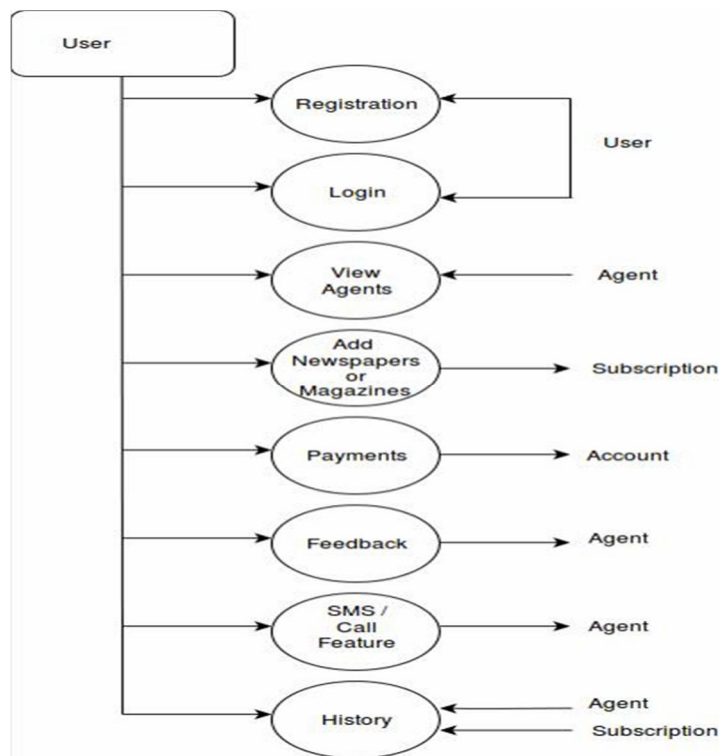 User
Registration
User
Login
View
Agents
Agent
Add
Newspapers
or
Magazines
Subscription
Payments
Account
Feedback
Agent
SMS /
Call
Feature
Agent
History
Agent
Subscription